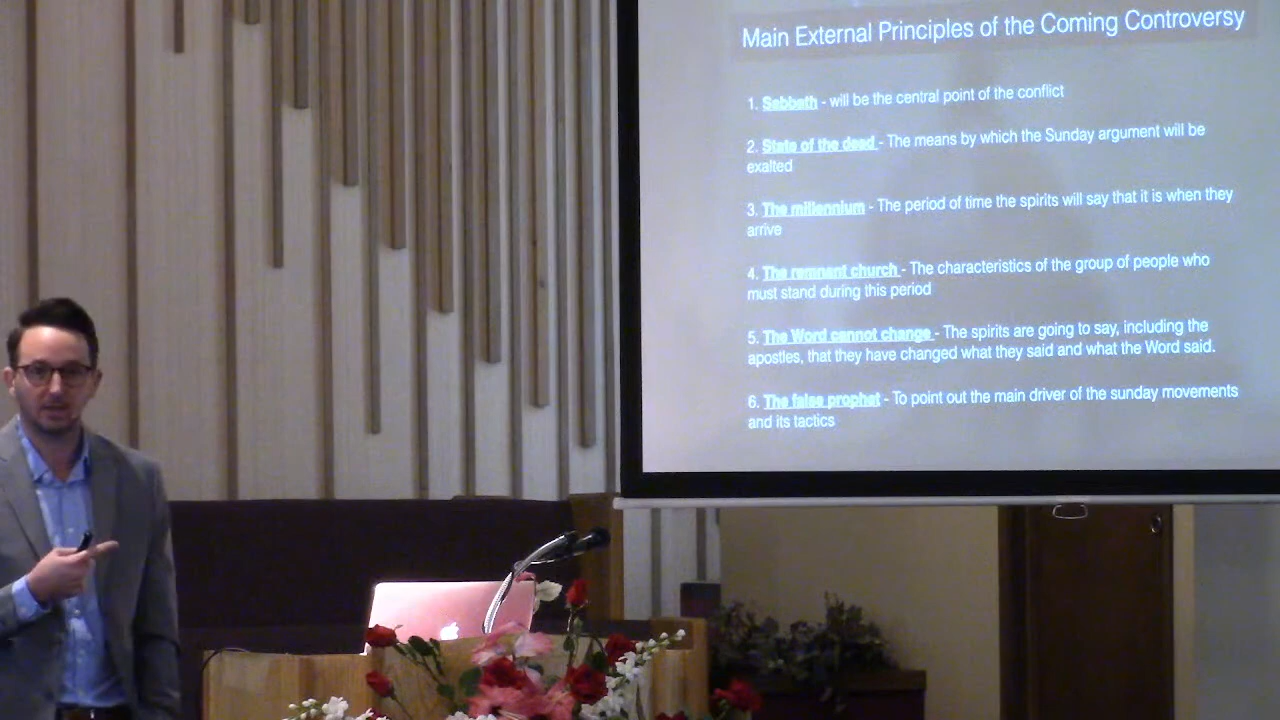 Main External Principles of the Coming Controversy
1. Sabbath - will be the central point of the conflict
2. State of the dead - The means by which the Sunday argument will be
exalted
3. The millennium - The period of time the spirits will say that it is when they
arrive
4. The remnant church - The characteristics of the group of people who
must stand during this period
5. The Word cannot change - The spirits are going to say, including the
apostles, that they have changed what they said and what the Word said.
6. The false prophet - To point out the main driver of the sunday movements
and its tactics